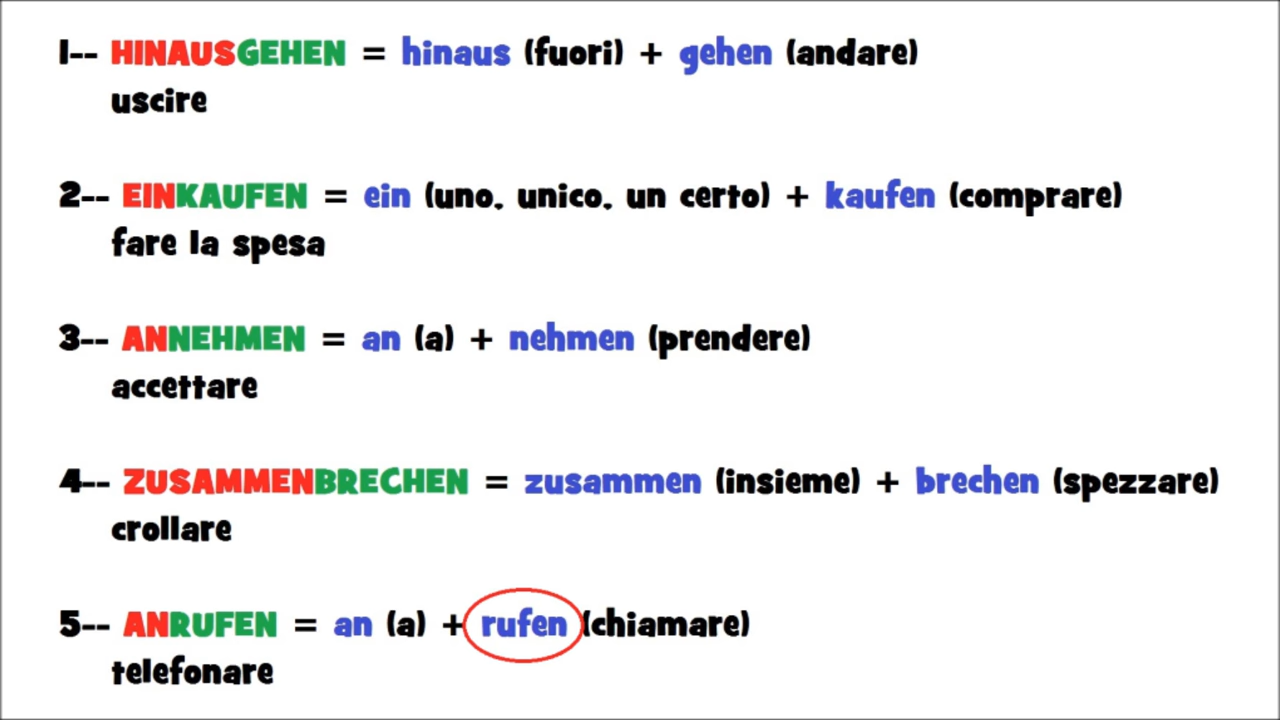 1-- HINAUSGEHEN = hinaus (fuori) + gehen (andare)
uscire
2-- EINKAUFEN = ein (uno, unico, un certo) + kaufen (comprare)
fare la spesa
3-- ANNEHMEN = an (a) + nehmen (prendere)
accettare
4-- ZUSAMMENBRECHEN = zusammen (insieme) + brechen (spezzare)
crollare
5-- ANRUFEN = an (a) + rufen (chiamare)
telefonare